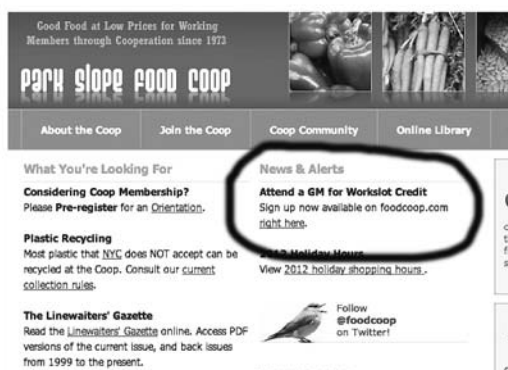 Good Food at Low Prices for Working
Members through Cooperation since 1973
PARK SLOPE FOOD COOP
About the Coop
Join the Coop
Coop Community
Online Library
What You're Looking For
Considering Coop Membership?
Please Pre-register for an Orientation.
Plastic Recycling
Most plastic that NYC does NOT accept can be
recycled at the Coop. Consult our current
collection rules.
The Linewaiters' Gazette
Read the Linewaiters' Gazette online. Access PDF
versions of the current issue, and back issues
from 1999 to the present.
News & Alerts
Attend a GM for Workslot Credit
Sign up now available on foodcoop.com
right here.
2012 Holiday Hours
View 2012 holiday shopping hours .
Follow
@foodcoop
on Twitter!